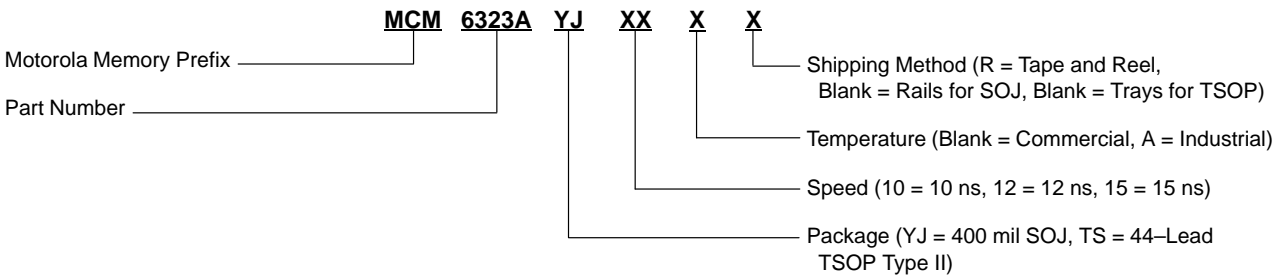 MCM 6323A YJ XX X X
Motorola Memory Prefix
Part Number
Shipping Method (R = Tape and Reel,
Blank = Rails for SOJ, Blank = Trays for TSOP)
Temperature (Blank = Commercial, A = Industrial)
Speed (10 = 10 ns, 12 = 12 ns, 15 = 15 ns)
Package (YJ = 400 mil SOJ, TS = 44–Lead
TSOP Type II)